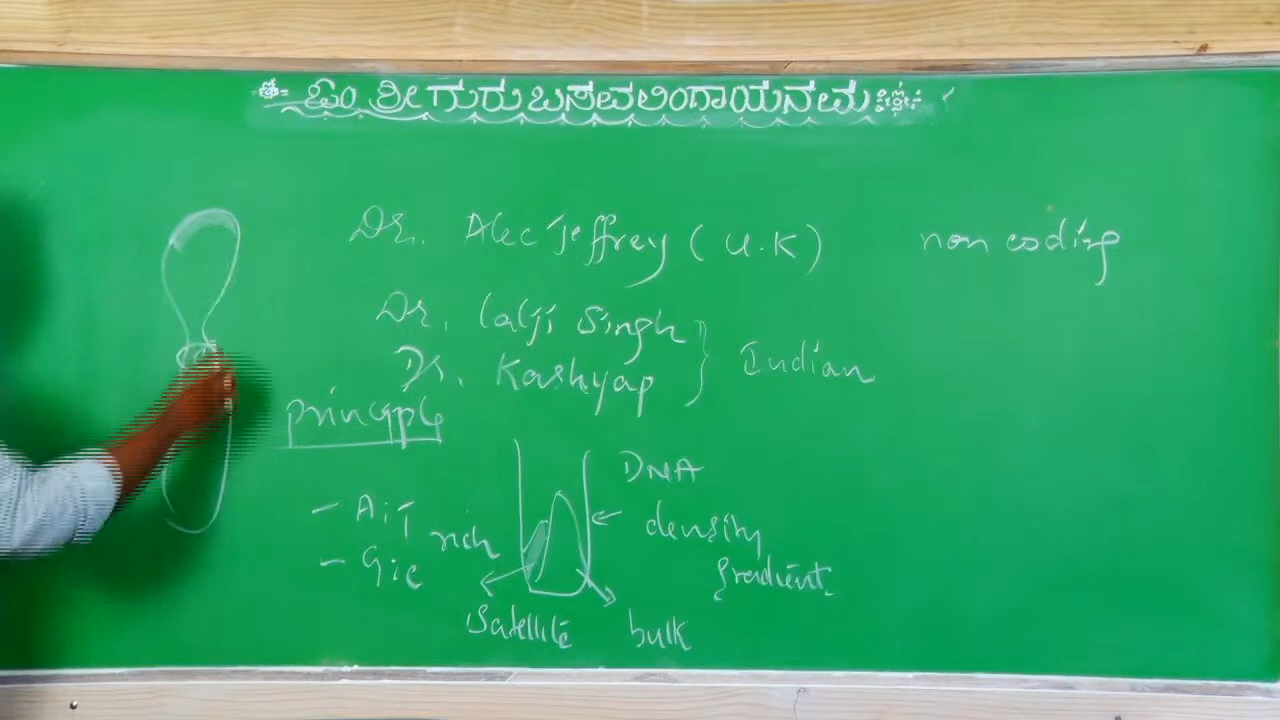 ಓಂ ಶ್ರೀ ಗುರು ಬಸವಲಿಂಗಾಯನಮಃ
Dr. Alec Jeffrey (U.K)
non coding
Dr. Lalji Singh
Dr. Kashyap
Indian
principle
- A;T rich
- G;C
DNA
density
gradient
Satellite
bulk